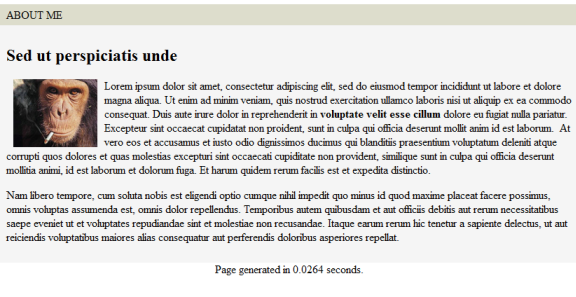 ABOUT ME
Sed ut perspiciatis unde
Lorem ipsum dolor sit amet, consectetur adipiscing elit, sed do eiusmod tempor incididunt ut labore et dolore
magna aliqua. Ut enim ad minim veniam, quis nostrud exercitation ullamco laboris nisi ut aliquip ex ea commodo
consequat. Duis aute irure dolor in reprehenderit in voluptate velit esse cillum dolore eu fugiat nulla pariatur.
Excepteur sint occaecat cupidatat non proident, sunt in culpa qui officia deserunt mollit anim id est laborum. At
vero eos et accusamus et iusto odio dignissimos ducimus qui blanditiis praesentium voluptatum deleniti atque
corrupti quos dolores et quas molestias excepturi sint occaecati cupiditate non provident, similique sunt in culpa qui officia deserunt
mollitia animi, id est laborum et dolorum fuga. Et harum quidem rerum facilis est et expedita distinctio.
Nam libero tempore, cum soluta nobis est eligendi optio cumque nihil impedit quo minus id quod maxime placeat facere possimus,
omnis voluptas assumenda est, omnis dolor repellendus. Temporibus autem quibusdam et aut officiis debitis aut rerum necessitatibus
saepe eveniet ut et voluptates repudiandae sint et molestiae non recusandae. Itaque earum rerum hic tenetur a sapiente delectus, ut aut
reiciendis voluptatibus maiores alias consequatur aut perferendis doloribus asperiores repellat.
Page generated in 0.0264 seconds.